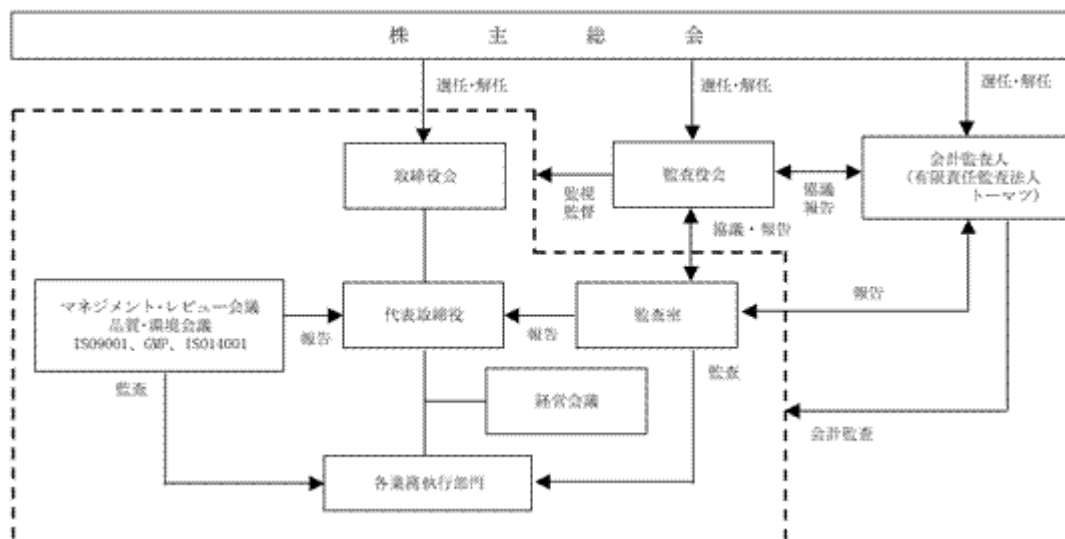 株主総会
選任・解任
選任・解任
選任・解任
取締役会
監査役会
会計監査人
(有限責任監査法人
トーマツ)
監視
監督
協議
報告
協議・報告
マネジメント・レビュー会議
品質・環境会議
ISO9001、GMP、ISO14001
報告
代表取締役
報告
監査室
報告
監査
監査
経営会議
会計監査
各業務執行部門